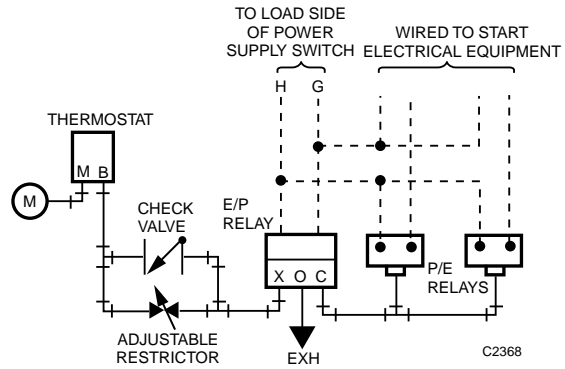 TO LOAD SIDE
OF POWER
SUPPLY SWITCH
WIRED TO START
ELECTRICAL EQUIPMENT
H G
THERMOSTAT
M B
M
CHECK
VALVE
E/P
RELAY
X O C
P/E
RELAYS
ADJUSTABLE
RESTRICTOR
EXH
C2368